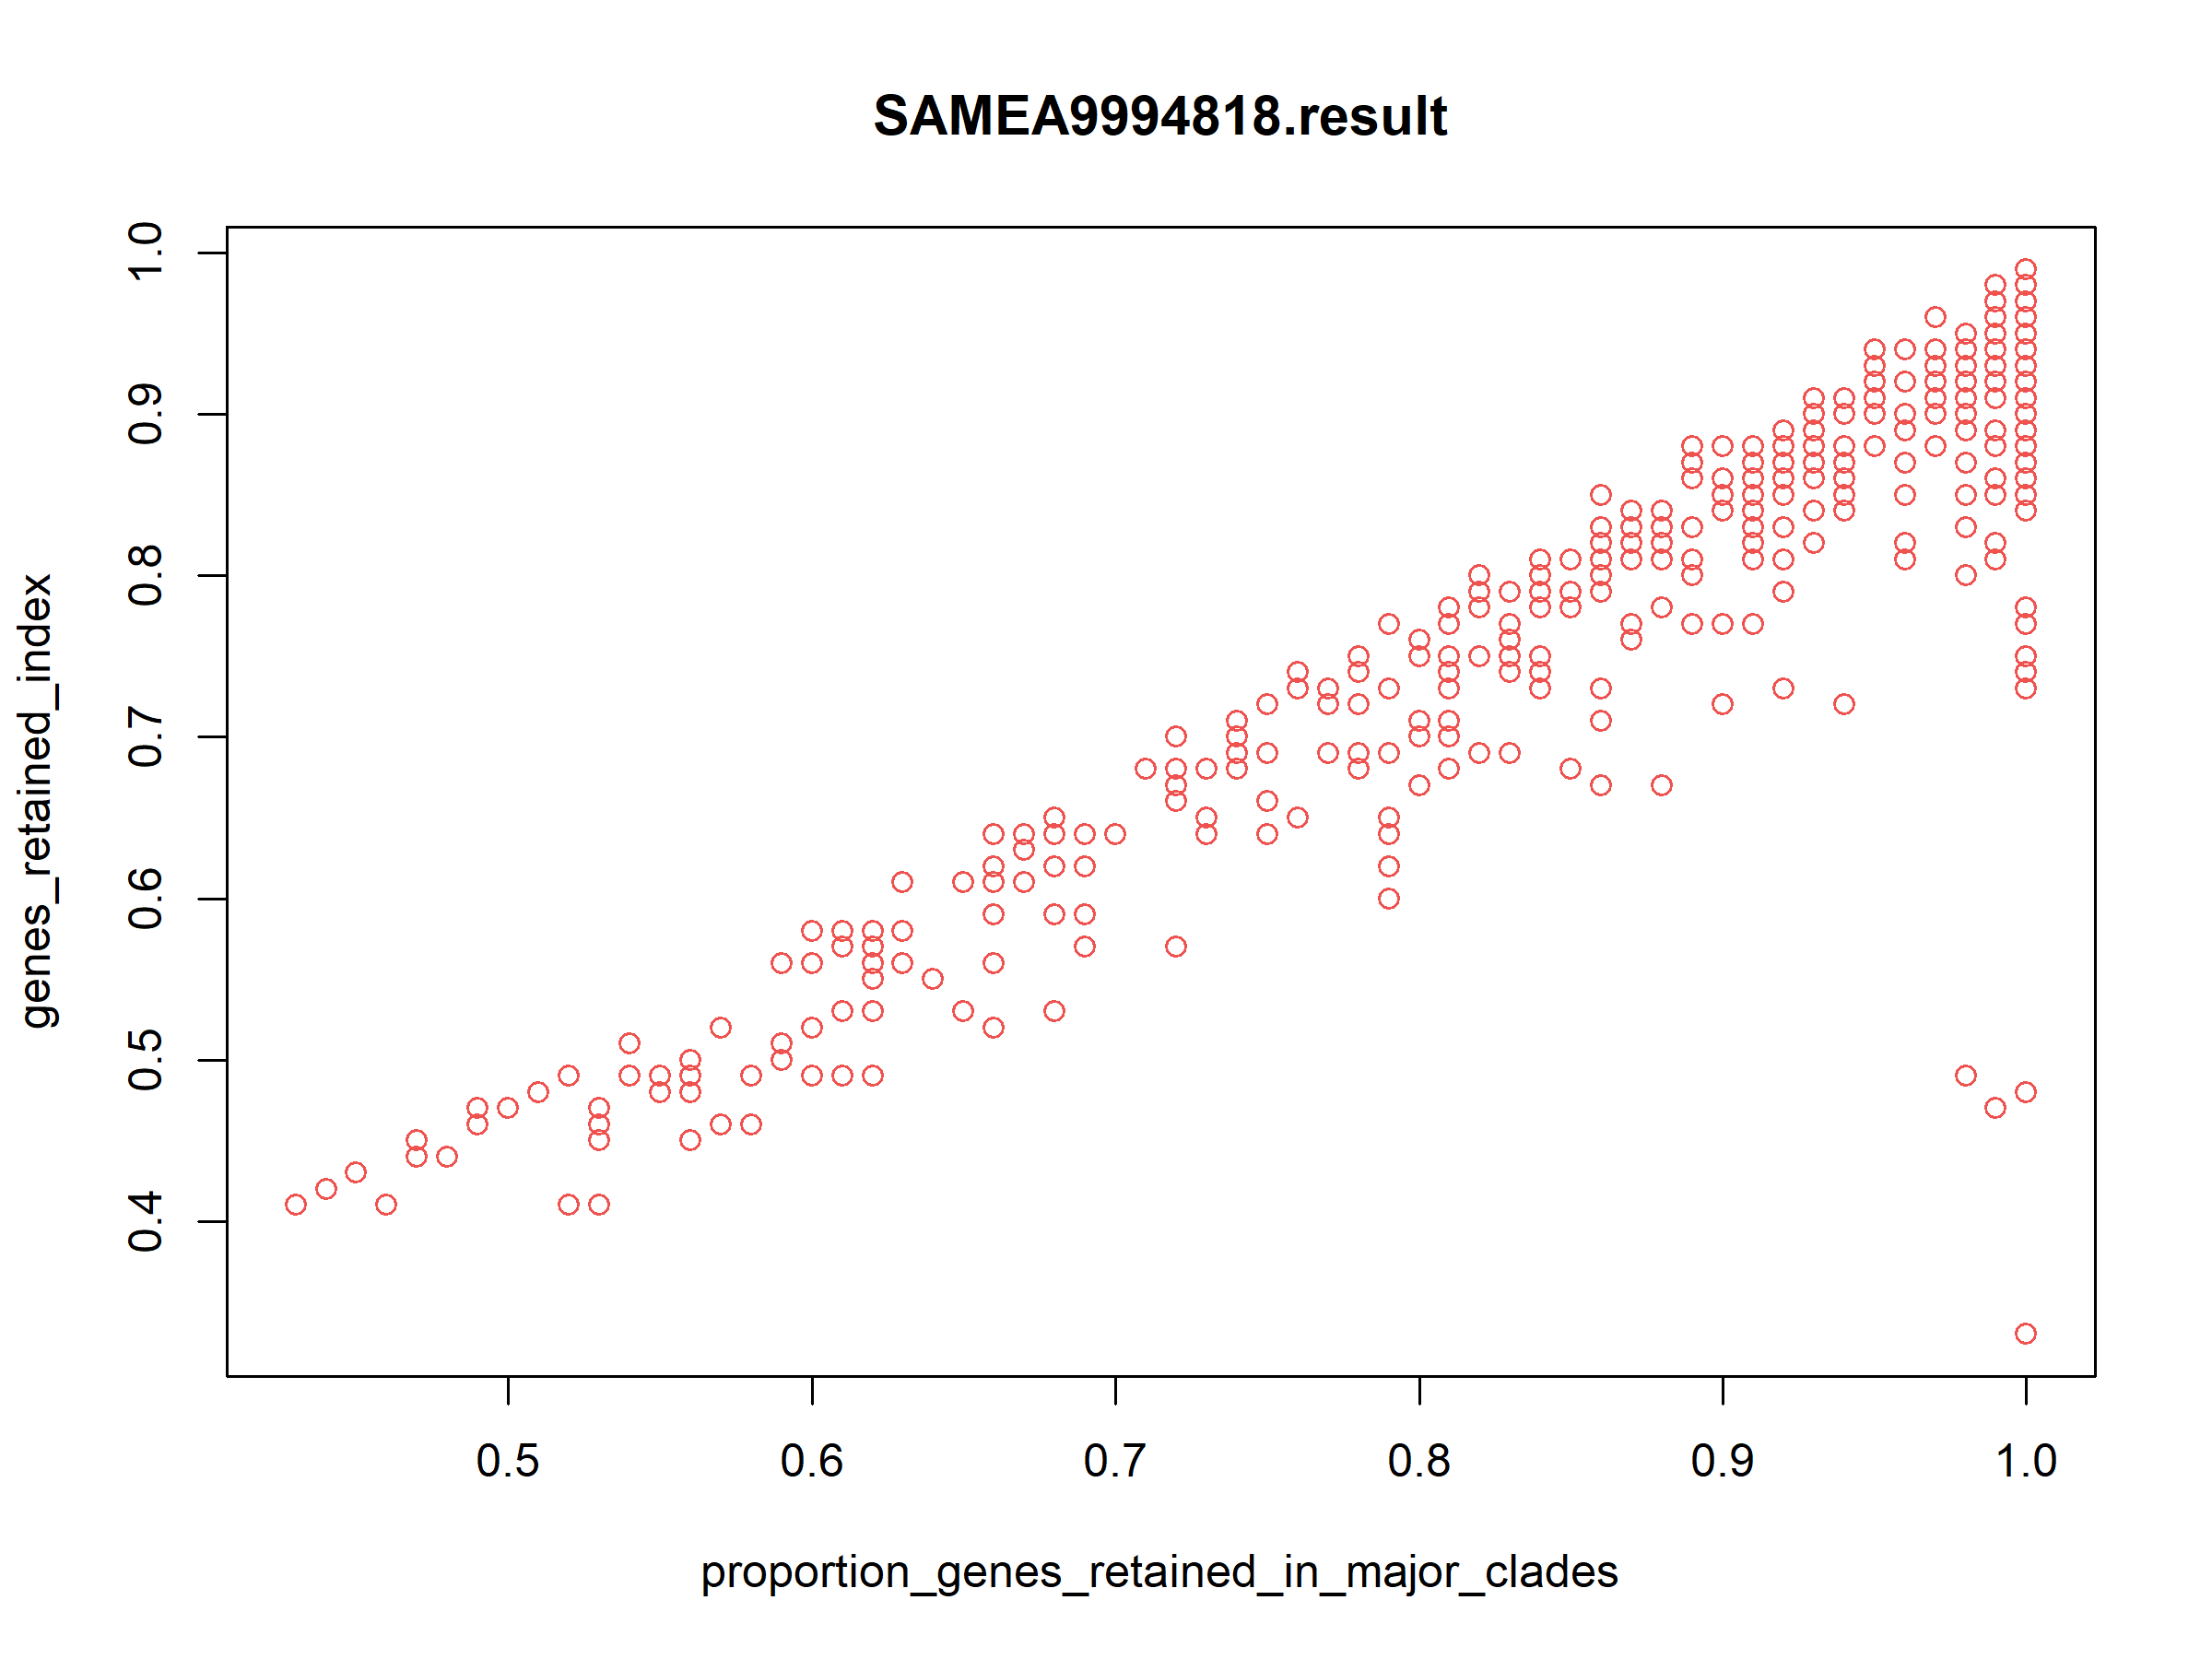 SAMEA9994818.result
genes_retained_index
1.0
0.9
0.8
0.7
0.6
0.5
0.4
0.5 0.6 0.7 0.8 0.9 1.0
proportion_genes_retained_in_major_clades